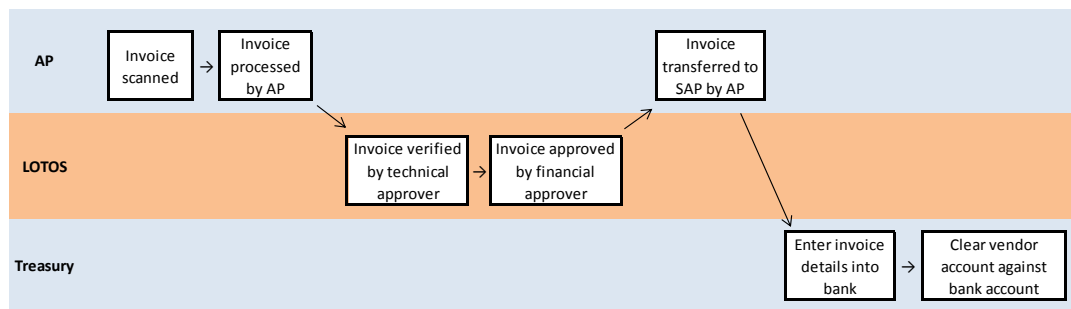 AP
Invoice
scanned
→
Invoice
processed
by AP
Invoice
transferred to
SAP by AP
LOTOS
Invoice verified
by technical
approver
→
Invoice approved
by financial
approver
Treasury
Enter invoice
details into
bank
→
Clear vendor
account against
bank account